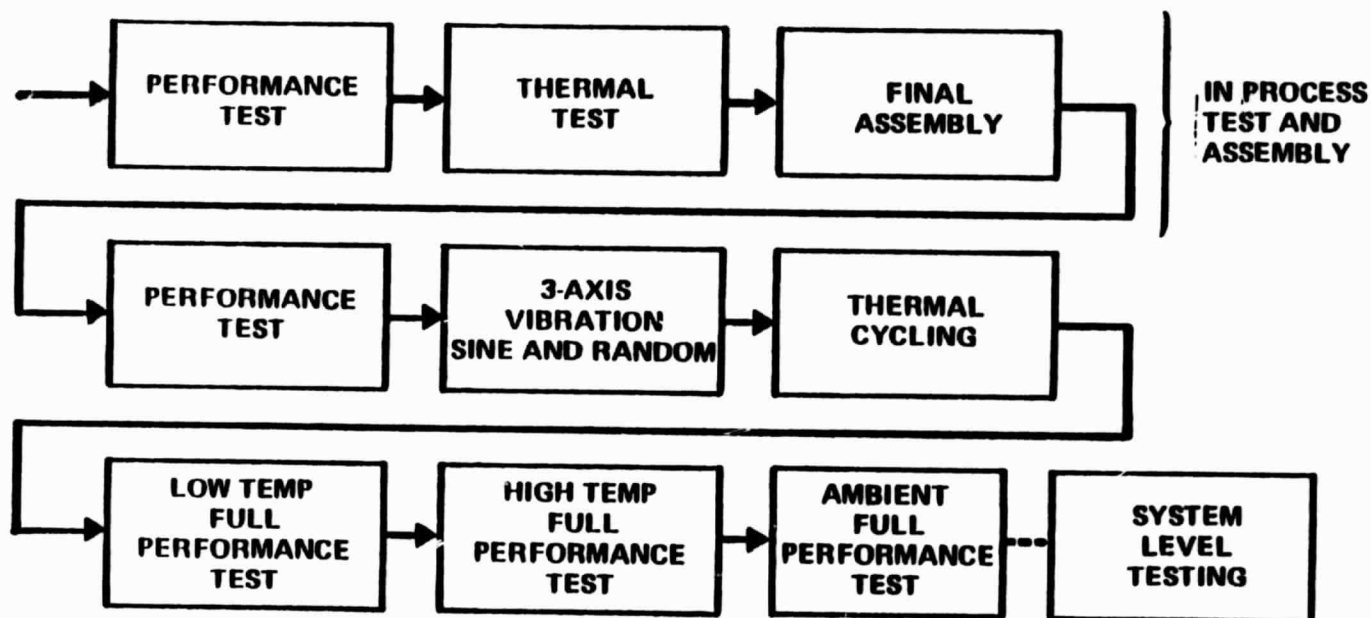 PERFORMANCE
TEST
THERMAL
TEST
FINAL
ASSEMBLY
IN PROCESS
TEST AND
ASSEMBLY
PERFORMANCE
TEST
3-AXIS
VIBRATION
SINE AND RANDOM
THERMAL
CYCLING
LOW TEMP
FULL
PERFORMANCE
TEST
HIGH TEMP
FULL
PERFORMANCE
TEST
AMBIENT
FULL
PERFORMANCE
TEST
SYSTEM
LEVEL
TESTING